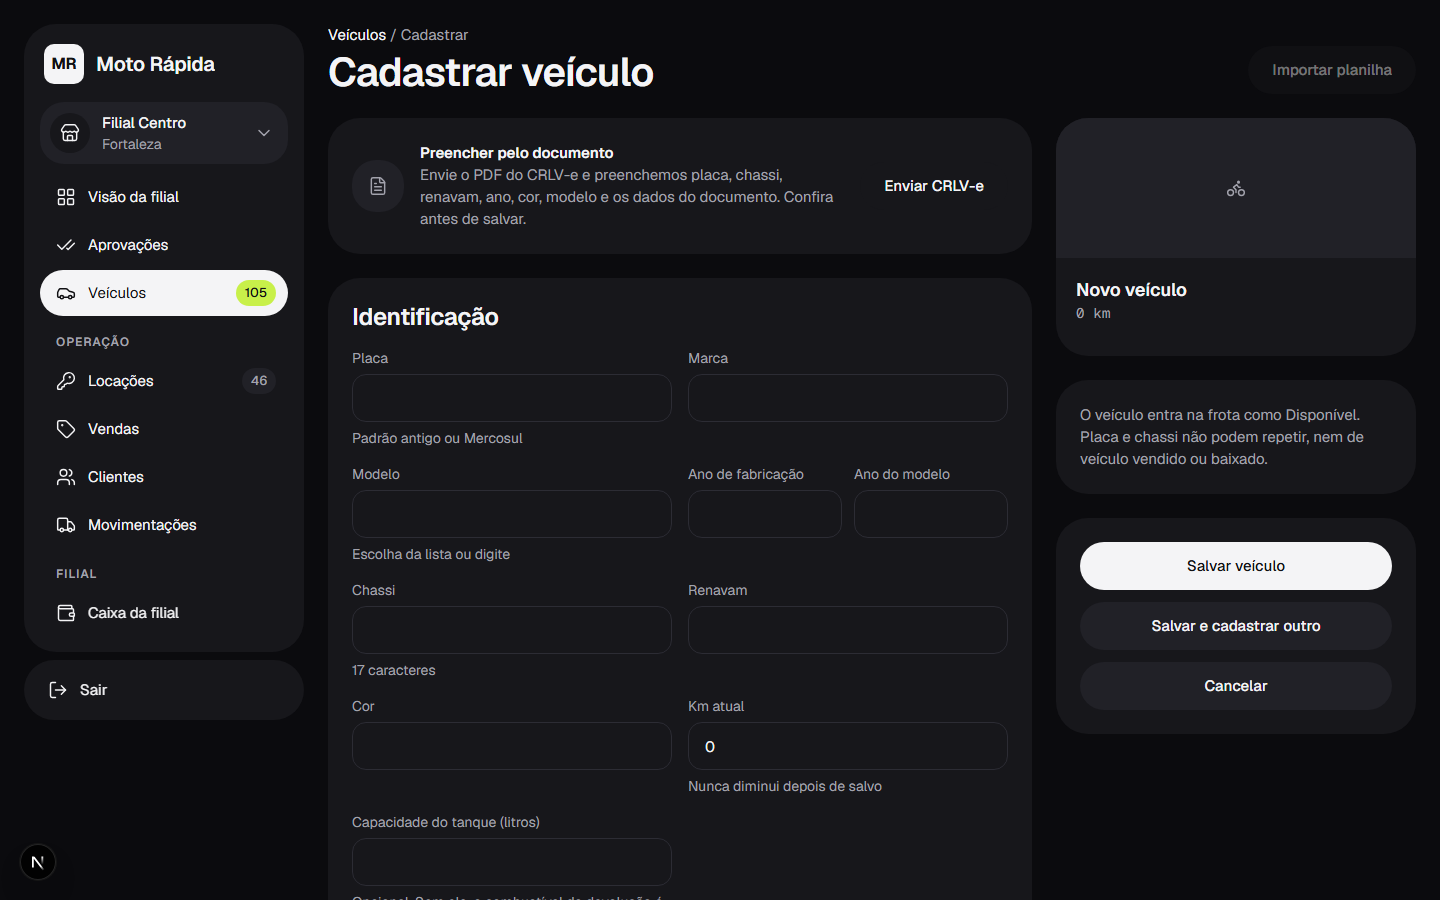 MR
Moto Rápida
Filial Centro
Fortaleza
Visão da filial
Aprovações
Veículos 105
OPERAÇÃO
Locações 46
Vendas
Clientes
Movimentações
FILIAL
Caixa da filial
Sair
N
Veículos / Cadastrar
Cadastrar veículo
Importar planilha
Preencher pelo documento
Envie o PDF do CRLV-e e preenchemos placa, chassi,
renavam, ano, cor, modelo e os dados do documento. Confira
antes de salvar.
Enviar CRLV-e
Identificação
Placa
Marca
Padrão antigo ou Mercosul
Modelo
Ano de fabricação
Ano do modelo
Escolha da lista ou digite
Chassi
Renavam
17 caracteres
Cor
Km atual
0
Nunca diminui depois de salvo
Capacidade do tanque (litros)
Novo veículo
0 km
O veículo entra na frota como Disponível.
Placa e chassi não podem repetir, nem de
veículo vendido ou baixado.
Salvar veículo
Salvar e cadastrar outro
Cancelar